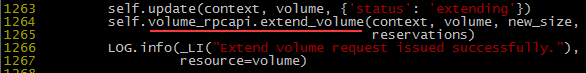 1263 self.update(context, volume, {'status': 'extending'})
1264 self.volume_rpcapi.extend_volume(context, volume, new_size,
1265 reservations)
1266 LOG.info(_LI("Extend volume request issued successfully."),
1267 resource=volume)
1268